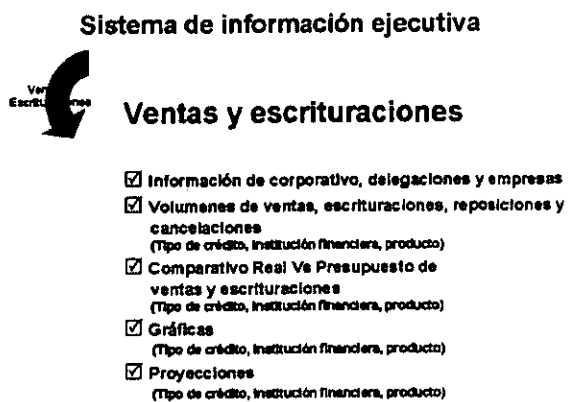 Sistema de información ejecutiva
Escrituraciones
Ventas y escrituraciones
Información de corporativo, delegaciones y empresas
Volumenes de ventas, escrituraciones, reposiciones y
cancelaciones
(Tipo de crédito, institución financiera, producto)
Comparativo Real Vs Presupuesto de
ventas y escrituraciones
(Tipo de crédito, institución financiera, producto)
Gráficas
(Tipo de crédito, institución financiera, producto)
Proyecciones
(Tipo de crédito, institución financiera, producto)